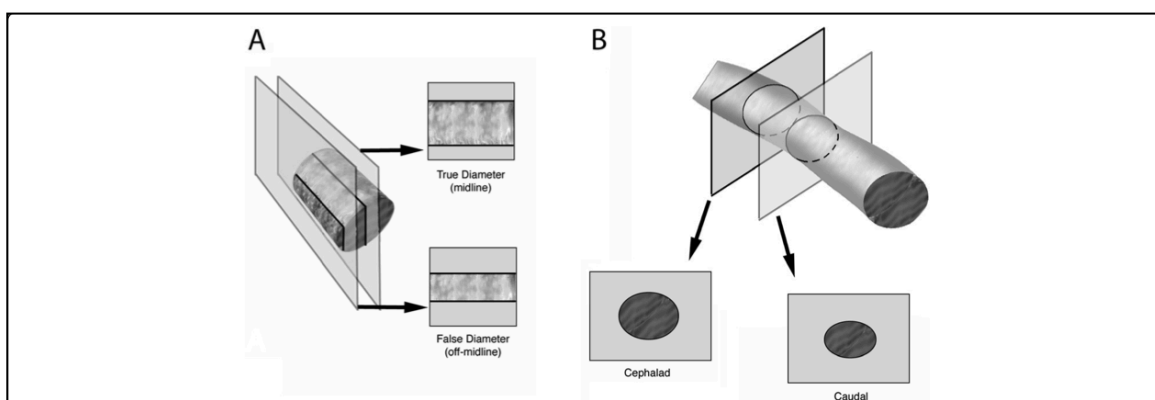 A
B
True Diameter
(midline)
False Diameter
(off-midline)
Cephalad
Caudal